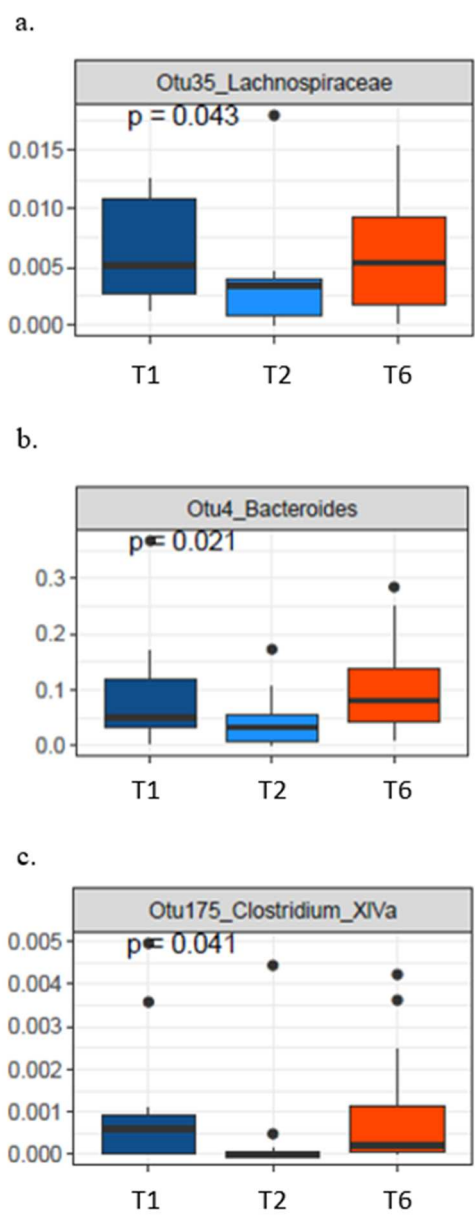 a.
Otu35_Lachnospiraceae
p = 0.043
0.015
0.010
0.005
0.000
T1 T2 T6
b.
Otu4_Bacteroides
p = 0.021
0.3
0.2
0.1
0.0
T1 T2 T6
c.
Otu175_Clostridium_XIVa
0.005
p = 0.041
0.004
0.003
0.002
0.001
0.000
T1 T2 T6